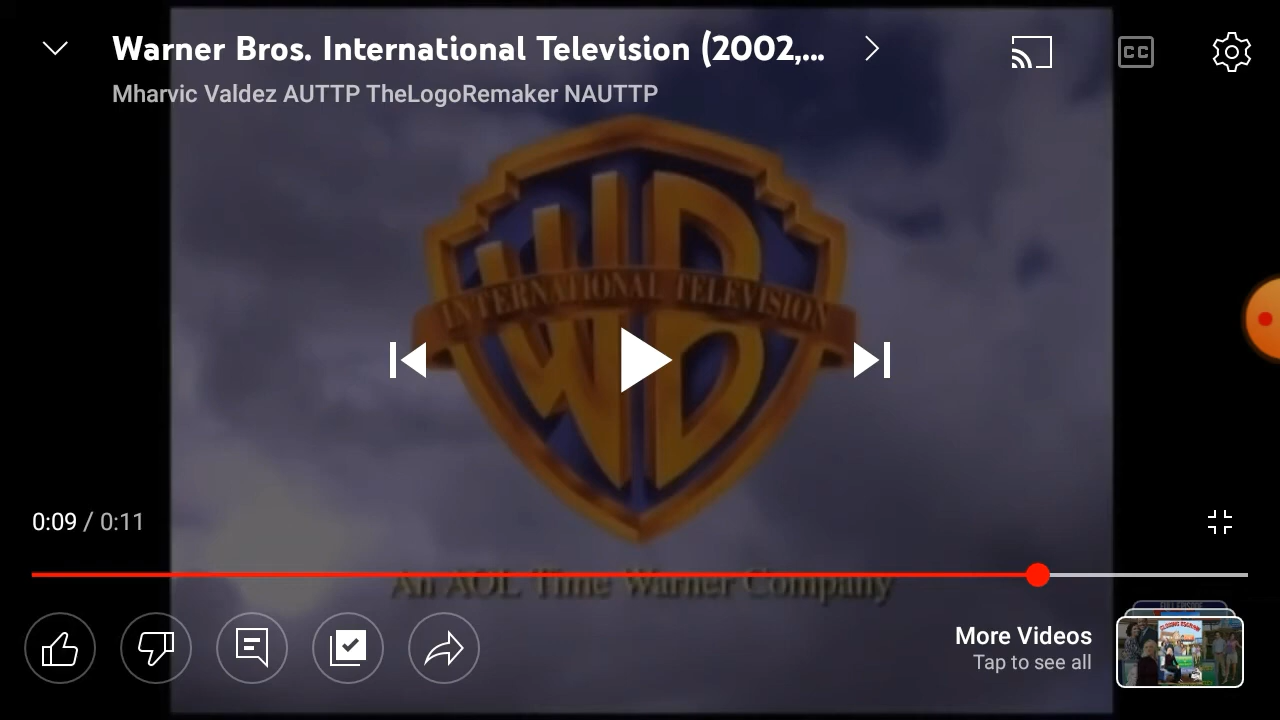 Warner Bros. International Television (2002,...
CC
Mharvic Valdez AUTTP TheLogoRemaker NAUTTP
WB
INTERNATIONAL TELEVISION
0:09 / 0:11
An AOL Time Warner Company
More Videos
Tap to see all